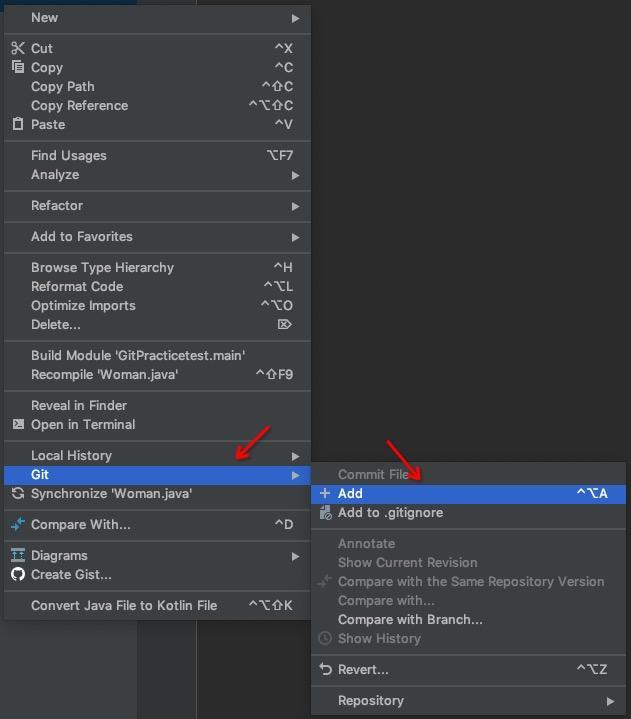 New
Cut ^X
Copy ^C
Copy Path ^⇧C
Copy Reference ^⌥⇧C
Paste ^V
Find Usages ⌥F7
Analyze
Refactor
Add to Favorites
Browse Type Hierarchy ^H
Reformat Code ^⌥L
Optimize Imports ^⌥O
Delete... ⌦
Build Module 'GitPracticetest.main'
Recompile 'Woman.java' ^⇧F9
Reveal in Finder
Open in Terminal
Local History
Git
Synchronize 'Woman.java'
Compare With... ^D
Diagrams
Create Gist...
Convert Java File to Kotlin File ^⌥⇧K
Commit File
Add ^⌥A
Add to .gitignore
Annotate
Show Current Revision
Compare with the Same Repository Version
Compare with...
Compare with Branch...
Show History
Revert... ^⌥Z
Repository